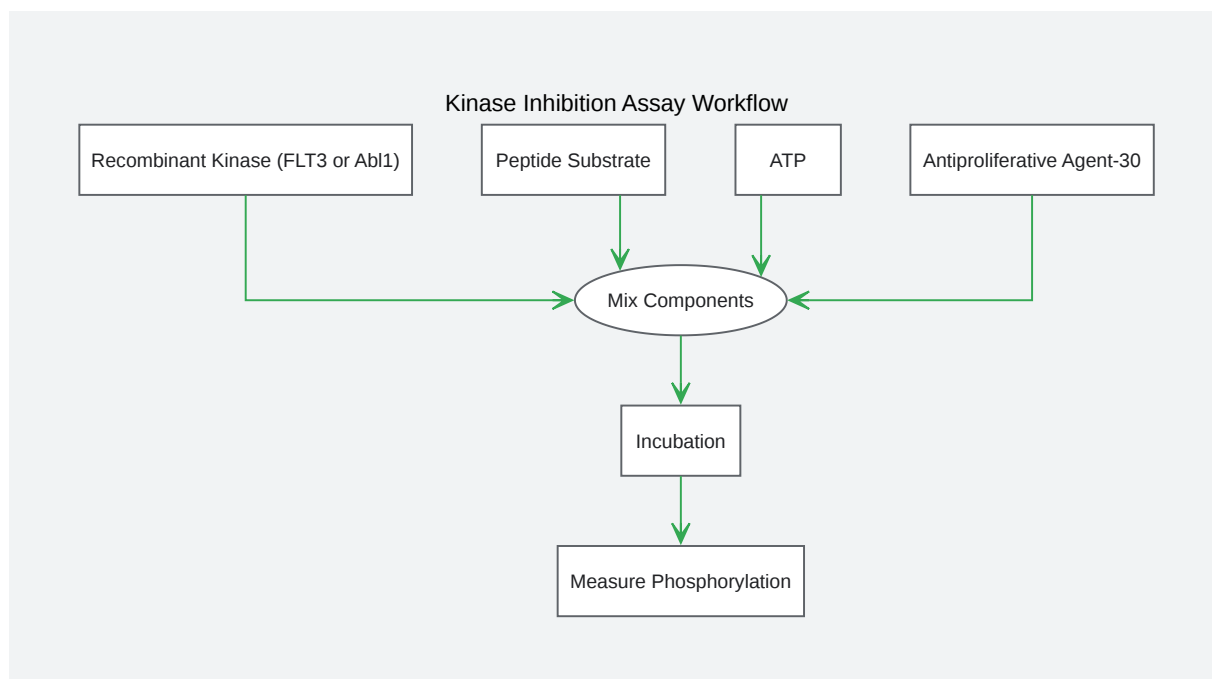 Kinase Inhibition Assay Workflow
Recombinant Kinase (FLT3 or Abl1)
Peptide Substrate
ATP
Antiproliferative Agent-30
Mix Components
Incubation
Measure Phosphorylation